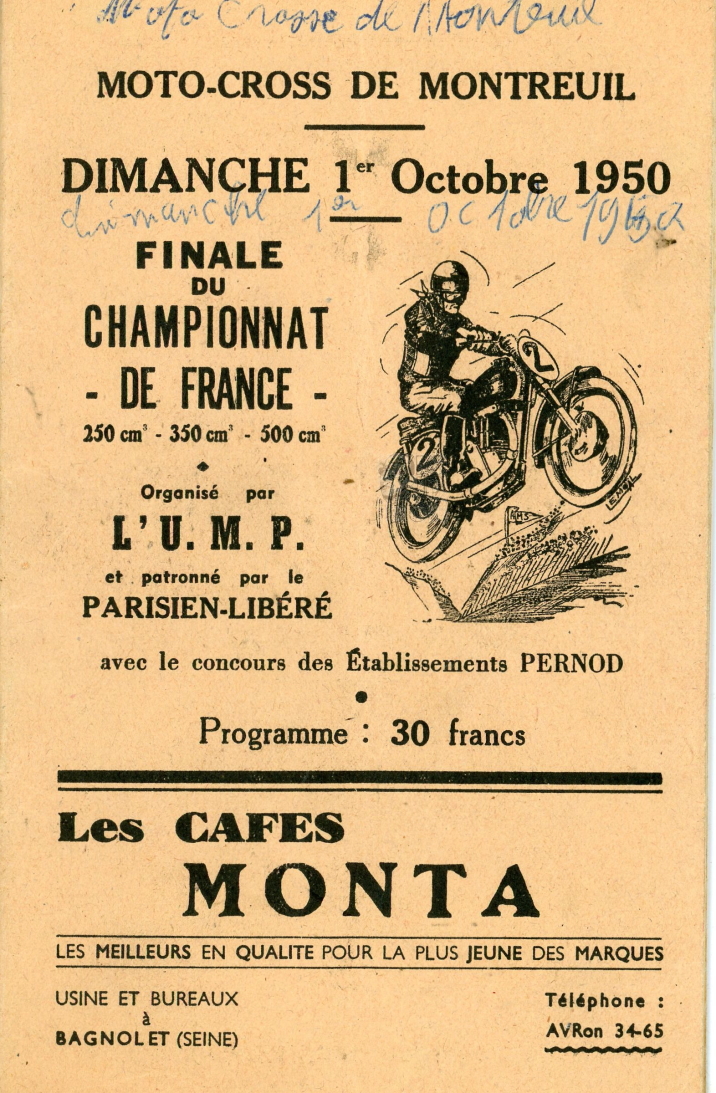 Moto Crosse de Montreuil
MOTO-CROSS DE MONTREUIL
DIMANCHE 1er Octobre 1950
dimanche 1er octobre
FINALE
DU
CHAMPIONNAT
- DE FRANCE -
250 cm³ - 350 cm³ - 500 cm³
Organisé par
L'U. M. P.
et patronné par le
PARISIEN-LIBÉRÉ
2
2
avec le concours des Établissements PERNOD
Programme : 30 francs
Les CAFES
MONTA
LES MEILLEURS EN QUALITE POUR LA PLUS JEUNE DES MARQUES
USINE ET BUREAUX
à
BAGNOLET (SEINE)
Téléphone :
AVRon 34-65